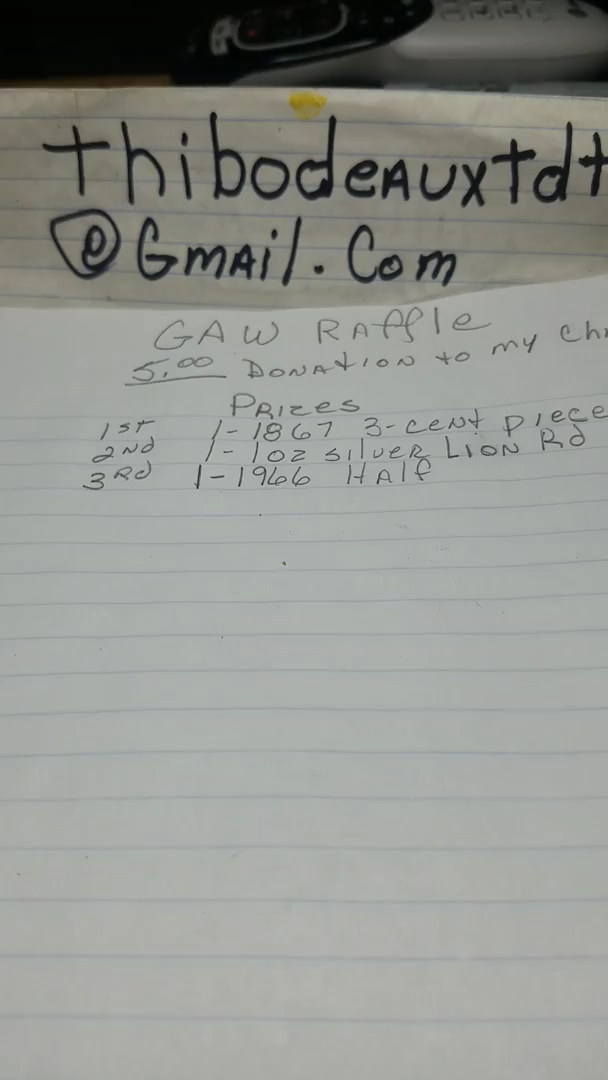 thibodeauxtdt
@Gmail.Com
GAW RAffle
5.00 DONAtION to my Ch
PRIzES
1st 1-1867 3-cent piece
2nd 1-1oz silver LION Rd
3Rd 1-1966 HAlf